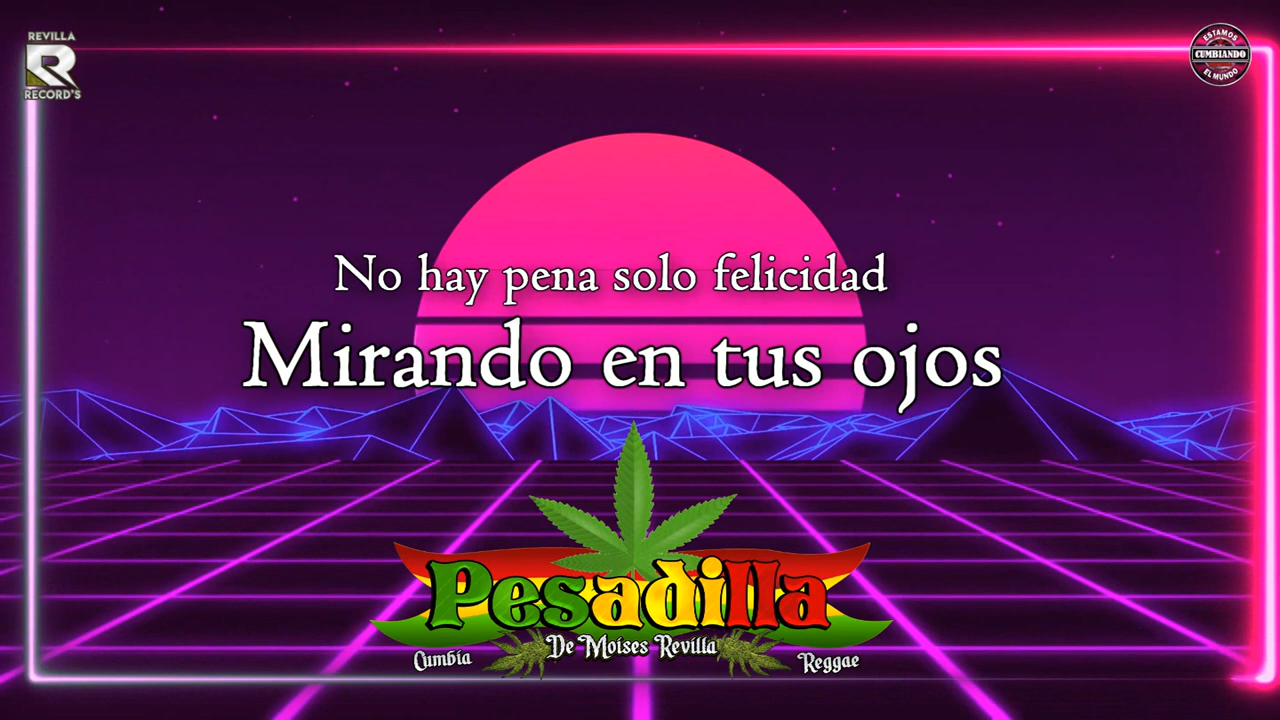 REVILLA
R
RECORD'S
ESTAMOS
CUMBIANDO
EL MUNDO
No hay pena solo felicidad
Mirando en tus ojos
Pesadilla
De Moises Revilla
Cumbia
Reggae